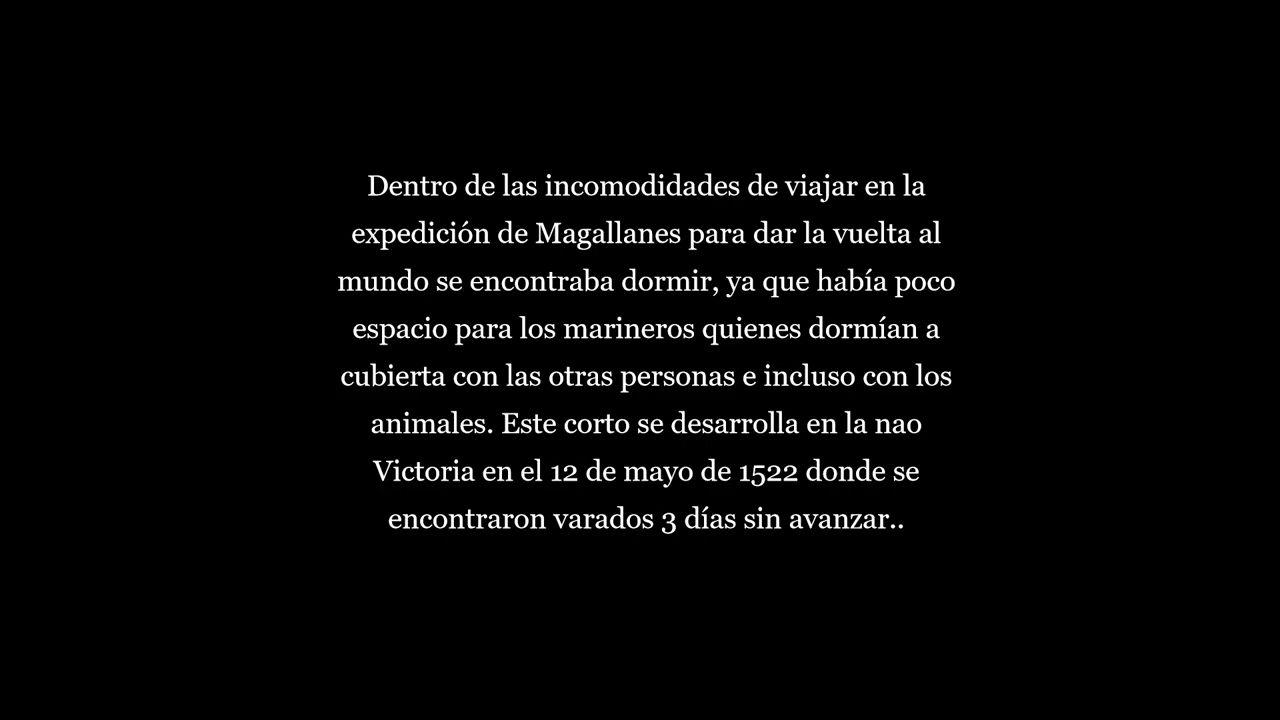 Dentro de las incomodidades de viajar en la
expedición de Magallanes para dar la vuelta al
mundo se encontraba dormir, ya que había poco
espacio para los marineros quienes dormían a
cubierta con las otras personas e incluso con los
animales. Este corto se desarrolla en la nao
Victoria en el 12 de mayo de 1522 donde se
encontraron varados 3 días sin avanzar..